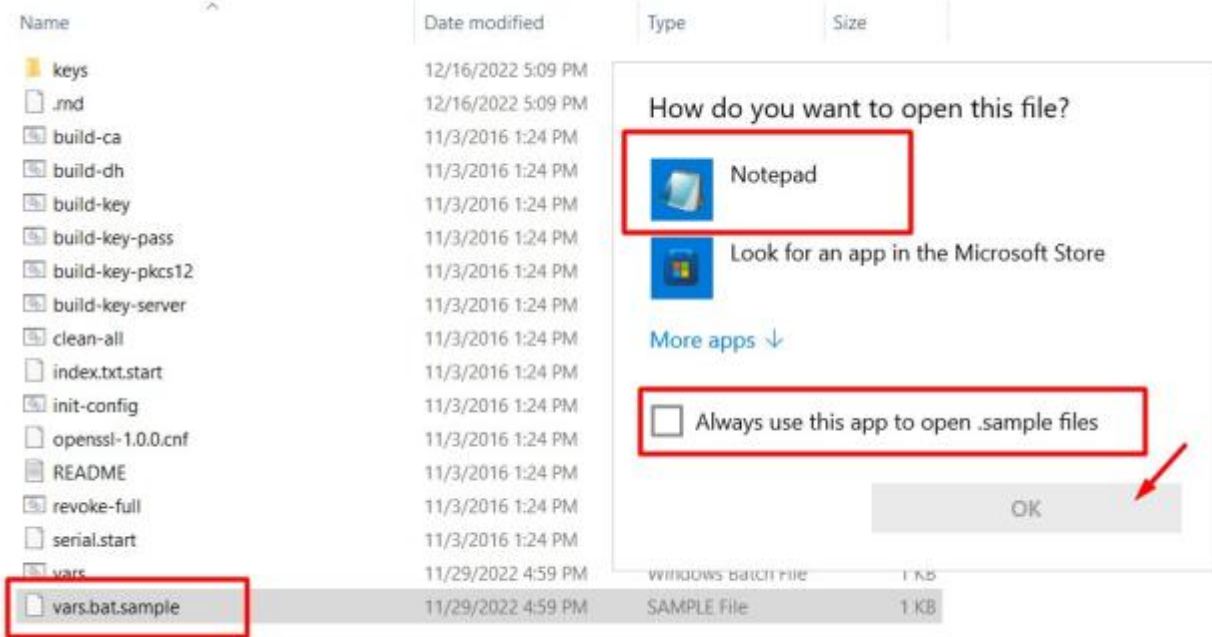 Name Date modified Type Size
keys 12/16/2022 5:09 PM
.rnd 12/16/2022 5:09 PM
build-ca 11/3/2016 1:24 PM
build-dh 11/3/2016 1:24 PM
build-key 11/3/2016 1:24 PM
build-key-pass 11/3/2016 1:24 PM
build-key-pkcs12 11/3/2016 1:24 PM
build-key-server 11/3/2016 1:24 PM
clean-all 11/3/2016 1:24 PM
index.txt.start 11/3/2016 1:24 PM
init-config 11/3/2016 1:24 PM
openssl-1.0.0.cnf 11/3/2016 1:24 PM
README 11/3/2016 1:24 PM
revoke-full 11/3/2016 1:24 PM
serial.start 11/3/2016 1:24 PM
vars 11/29/2022 4:59 PM Windows Batch File 1 KB
vars.bat.sample 11/29/2022 4:59 PM SAMPLE File 1 KB
How do you want to open this file?
Notepad
Look for an app in the Microsoft Store
More apps ↓
Always use this app to open .sample files
OK